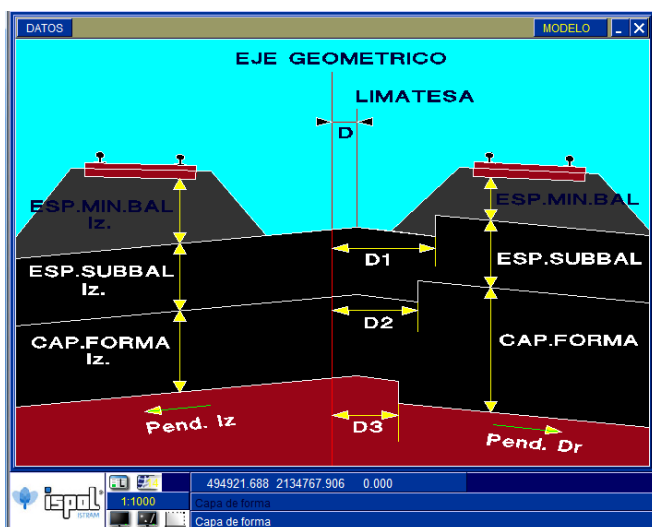 DATOS
MODELO
EJE GEOMETRICO
LIMATESA
D
ESP.MIN.BAL
Iz.
ESP.MIN.BAL
D1
ESP.SUBBAL
Iz.
ESP.SUBBAL
D2
CAP.FORMA
Iz.
CAP.FORMA
Pend. Iz
D3
Pend. Dr
494921.688 2134767.906 0.000
ispol
ISTRAM
1:1000
Capa de forma
Capa de forma